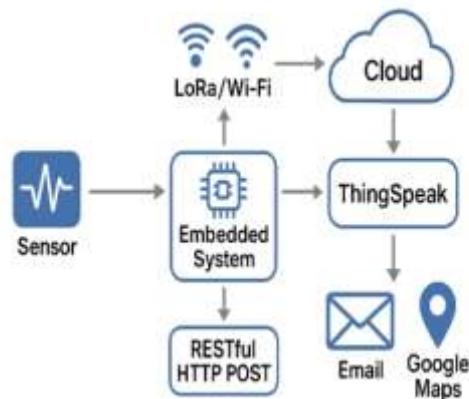 LoRa/Wi-Fi
Cloud
Sensor
Embedded
System
ThingSpeak
RESTful
HTTP POST
Email
Google
Maps